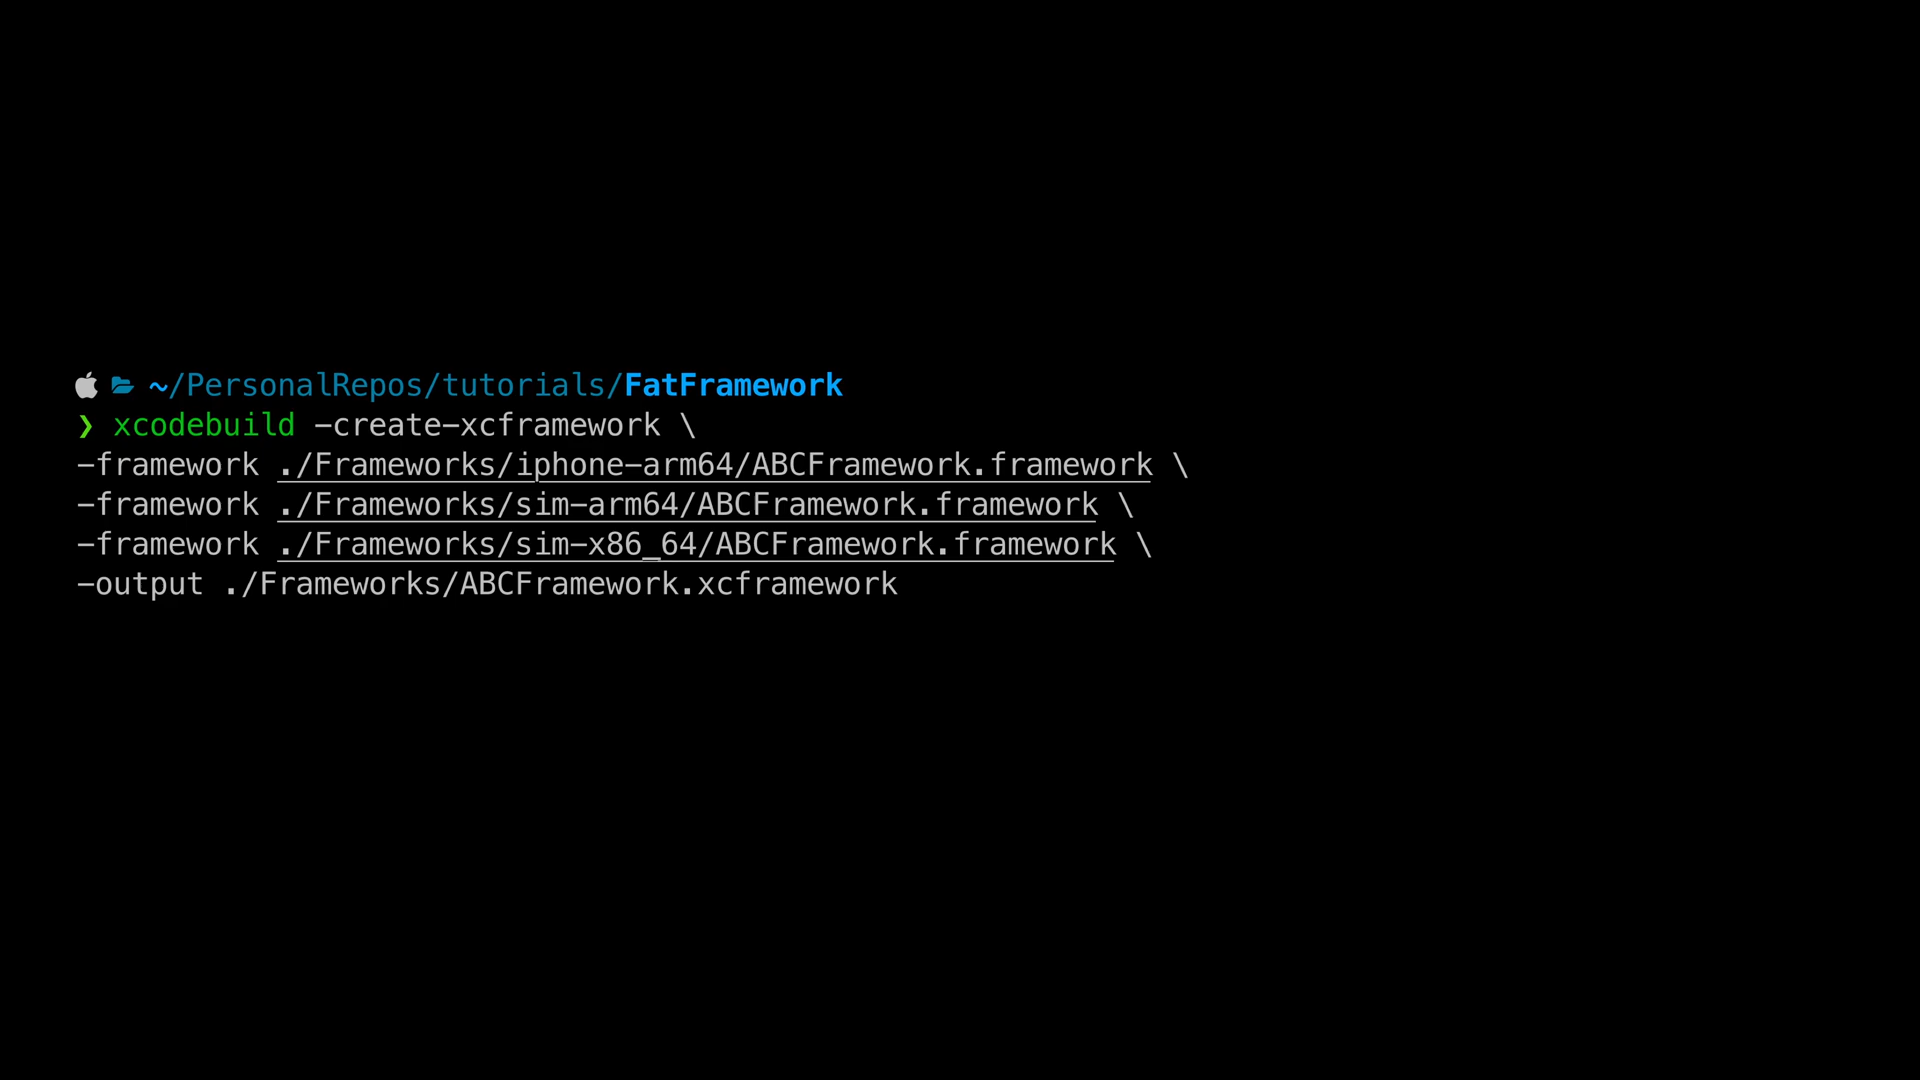 ~/PersonalRepos/tutorials/FatFramework
❯ xcodebuild -create-xcframework \
-framework ./Frameworks/iphone-arm64/ABCFramework.framework \
-framework ./Frameworks/sim-arm64/ABCFramework.framework \
-framework ./Frameworks/sim-x86_64/ABCFramework.framework \
-output ./Frameworks/ABCFramework.xcframework